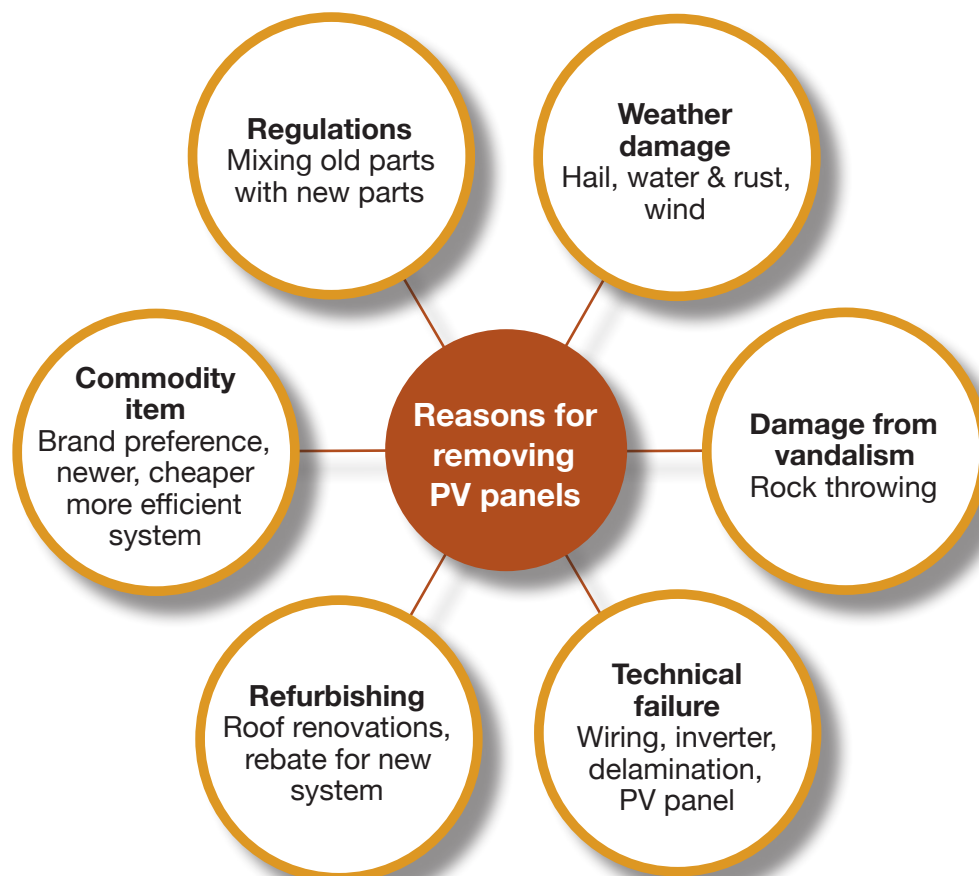 Regulations
Mixing old parts
with new parts
Weather
damage
Hail, water & rust,
wind
Commodity
item
Brand preference,
newer, cheaper
more efficient
system
Reasons for
removing
PV panels
Damage from
vandalism
Rock throwing
Refurbishing
Roof renovations,
rebate for new
system
Technical
failure
Wiring, inverter,
delamination,
PV panel